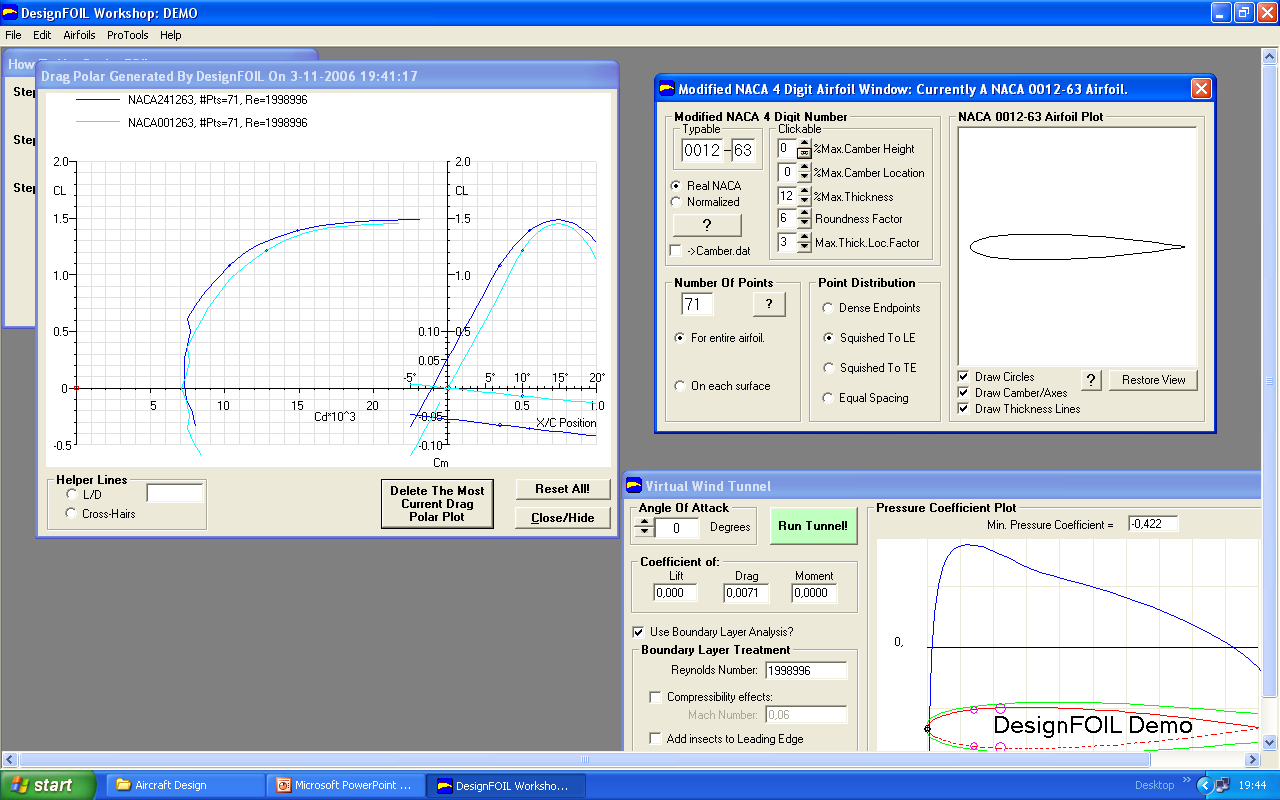 DesignFOIL Workshop: DEMO
File Edit Airfoils ProTools Help
Step
Step
Step
Drag Polar Generated By DesignFOIL On 3-11-2006 19:41:17
NACA241263, #Pts=71, Re=1998996
NACA001263, #Pts=71, Re=1998996
2.0 2.0
CL CL
1.5 1.5
1.0 1.0
0.5 0.10 0.5
0.05
-5° 5° 10° 15° 20°
0
5 10 15 20 0.5 1.0
Cd*10^3 -0.05 X/C Position
-0.5 -0.10
Cm
Helper Lines
L/D
Cross-Hairs
Delete The Most
Current Drag
Polar Plot
Reset All!
Close/Hide
Modified NACA 4 Digit Airfoil Window: Currently A NACA 0012-63 Airfoil.
Modified NACA 4 Digit Number
Typable
0012-63
Real NACA
Normalized
?
->Camber.dat
Clickable
0 %Max.Camber Height
0 %Max.Camber Location
12 %Max.Thickness
6 Roundness Factor
3 Max.Thick.Loc.Factor
Number Of Points
71 ?
For entire airfoil.
On each surface
Point Distribution
Dense Endpoints
Squished To LE
Squished To TE
Equal Spacing
NACA 0012-63 Airfoil Plot
Draw Circles
Draw Camber/Axes
Draw Thickness Lines
? Restore View
Virtual Wind Tunnel
Angle Of Attack
0 Degrees
Run Tunnel!
Coefficient of:
Lift Drag Moment
0,000 0,0071 0,0000
Use Boundary Layer Analysis?
Boundary Layer Treatment
Reynolds Number: 1998996
Compressibility effects:
Mach Number: 0,06
Add insects to Leading Edge
Pressure Coefficient Plot
Min. Pressure Coefficient = -0,422
0,
DesignFOIL Demo
start Aircraft Design Microsoft PowerPoint ... DesignFOIL Worksho... Desktop » 19:44